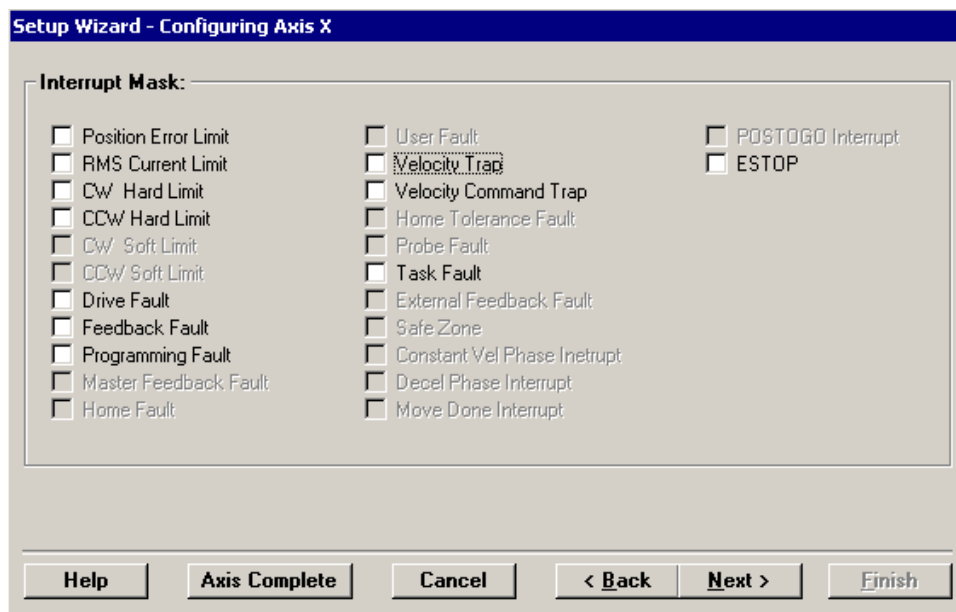 Setup Wizard - Configuring Axis X
Interrupt Mask:
Position Error Limit
RMS Current Limit
CW Hard Limit
CCW Hard Limit
CW Soft Limit
CCW Soft Limit
Drive Fault
Feedback Fault
Programming Fault
Master Feedback Fault
Home Fault
User Fault
Velocity Trap
Velocity Command Trap
Home Tolerance Fault
Probe Fault
Task Fault
External Feedback Fault
Safe Zone
Constant Vel Phase Inetrupt
Decel Phase Interrupt
Move Done Interrupt
POSTOGO Interrupt
ESTOP
Help
Axis Complete
Cancel
< Back
Next >
Finish